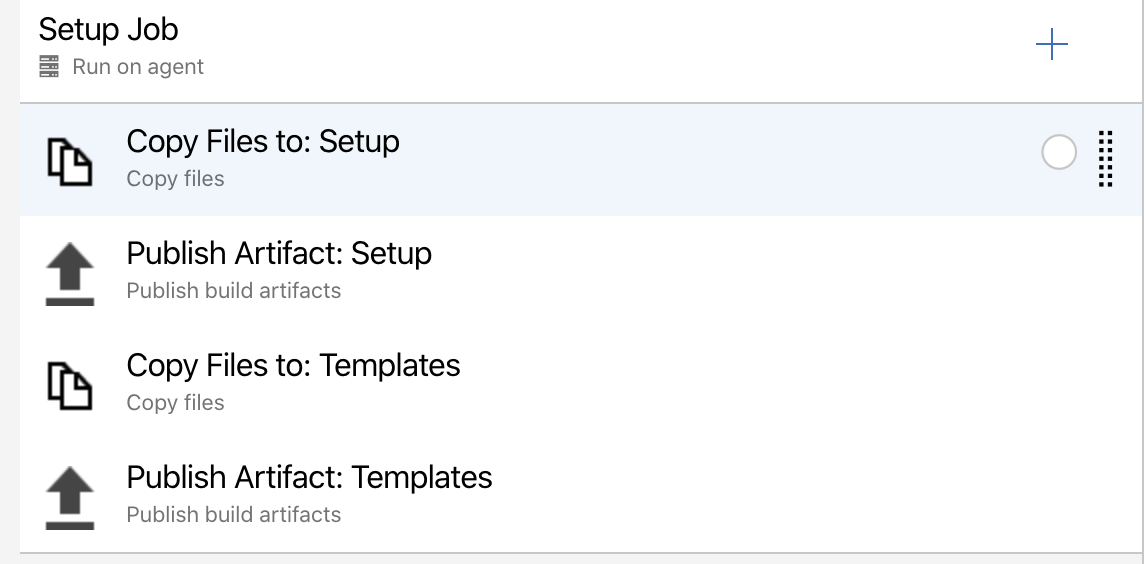 Setup Job
Run on agent
Copy Files to: Setup
Copy files
Publish Artifact: Setup
Publish build artifacts
Copy Files to: Templates
Copy files
Publish Artifact: Templates
Publish build artifacts